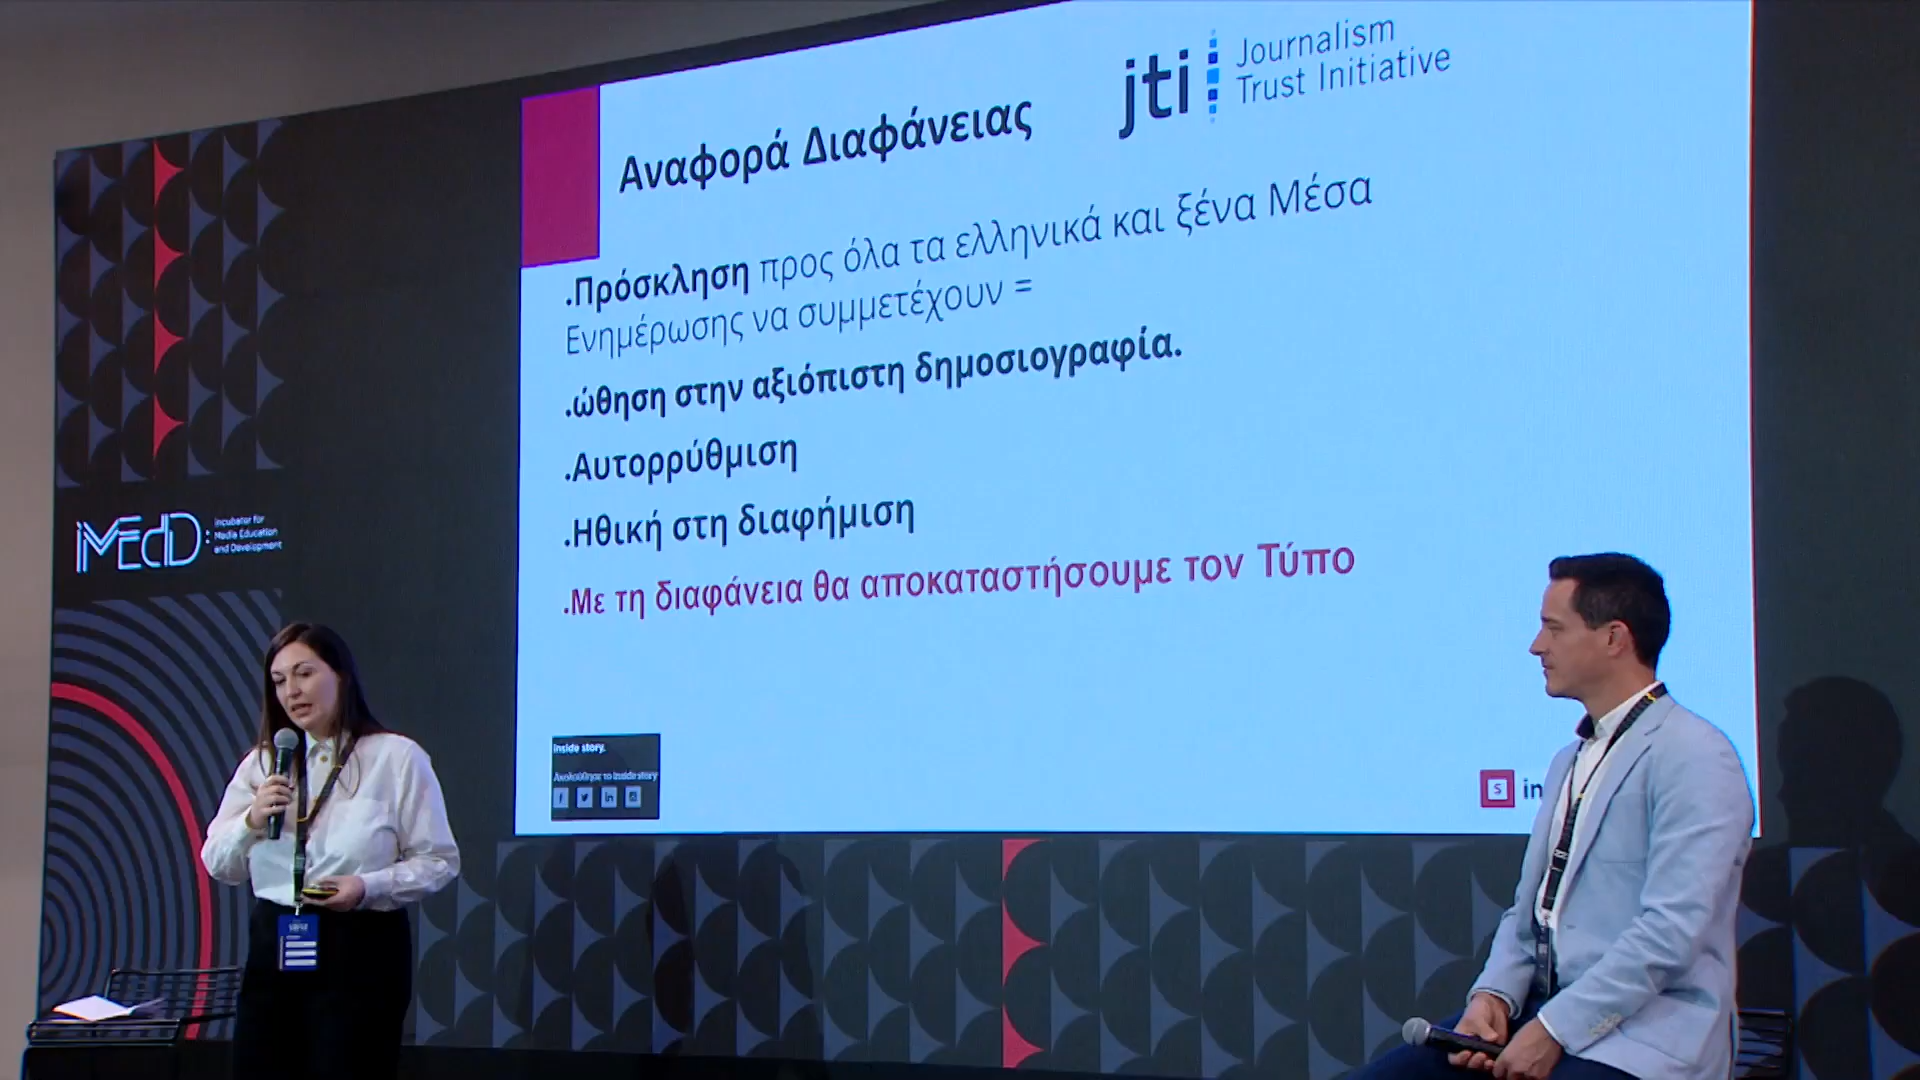 jti Journalism
Trust Initiative
Αναφορά Διαφάνειας
.Πρόσκληση προς όλα τα ελληνικά και ξένα Μέσα
Ενημέρωσης να συμμετέχουν =
.ώθηση στην αξιόπιστη δημοσιογραφία.
.Αυτορρύθμιση
.Ηθική στη διαφήμιση
.Με τη διαφάνεια θα αποκαταστήσουμε τον Τύπο
iMEdD: Incubator for
Media Education
and Development
inside story.
Ακολούθησε το inside story
s in